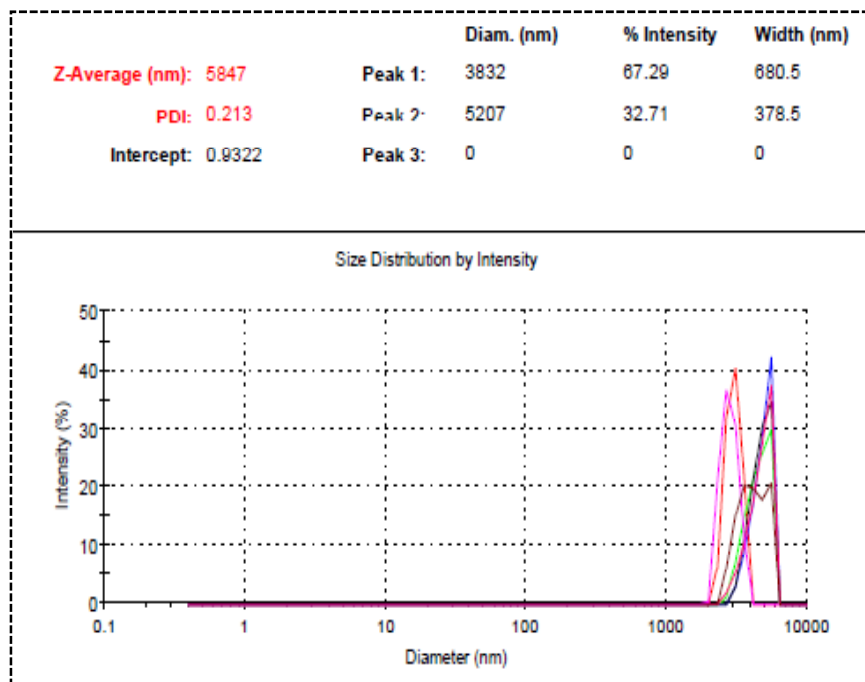 Diam. (nm) % Intensity Width (nm)
Z-Average (nm): 5847 Peak 1: 3832 67.29 680.5
PDI: 0.213 Peak 2: 5207 32.71 378.5
Intercept: 0.9322 Peak 3: 0 0 0
Size Distribution by Intensity
50
40
30
20
10
0
Intensity (%)
0.1 1 10 100 1000 10000
Diameter (nm)